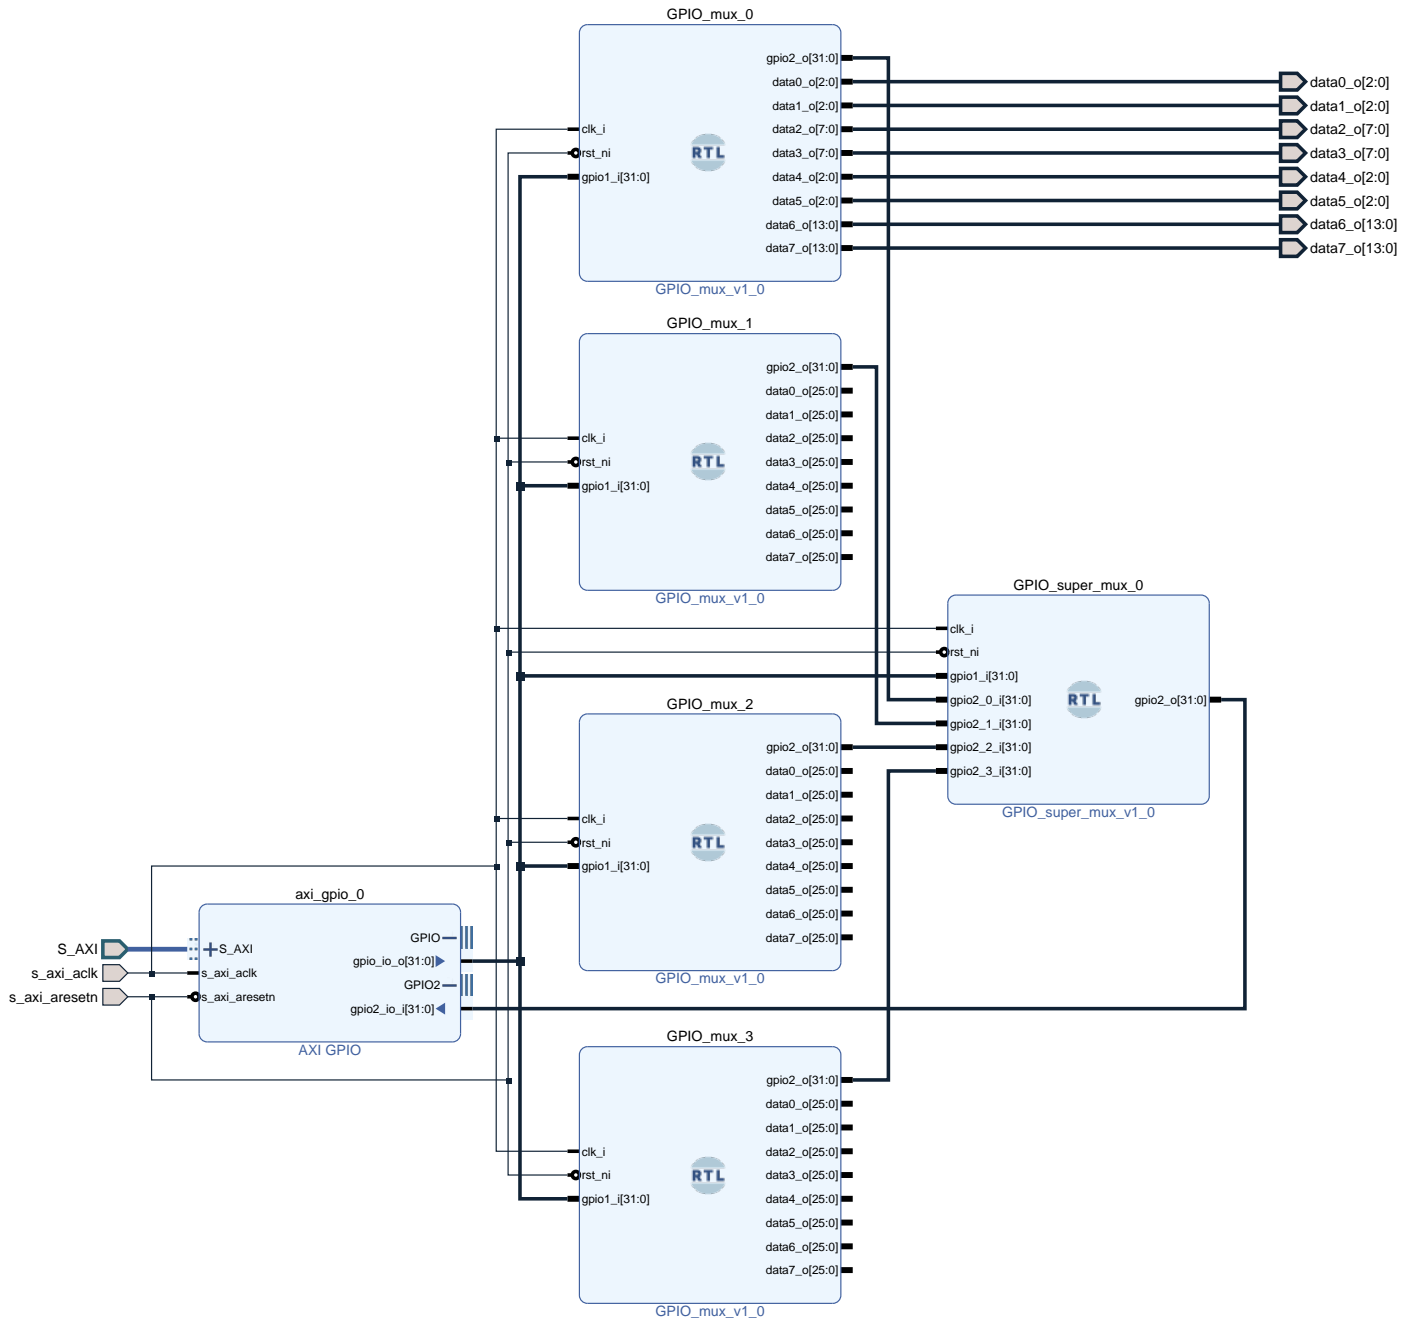 GPIO_mux_0
gpio2_o[31:0]
data0_o[2:0]
data1_o[2:0]
data2_o[7:0]
data3_o[7:0]
data4_o[2:0]
data5_o[2:0]
data6_o[13:0]
data7_o[13:0]
clk_i
rst_ni
gpio1_i[31:0]
RTL
GPIO_mux_v1_0
data0_o[2:0]
data1_o[2:0]
data2_o[7:0]
data3_o[7:0]
data4_o[2:0]
data5_o[2:0]
data6_o[13:0]
data7_o[13:0]
GPIO_mux_1
gpio2_o[31:0]
data0_o[25:0]
data1_o[25:0]
data2_o[25:0]
data3_o[25:0]
data4_o[25:0]
data5_o[25:0]
data6_o[25:0]
data7_o[25:0]
clk_i
rst_ni
gpio1_i[31:0]
RTL
GPIO_mux_v1_0
GPIO_super_mux_0
clk_i
rst_ni
gpio1_i[31:0]
gpio2_0_i[31:0]
gpio2_1_i[31:0]
gpio2_2_i[31:0]
gpio2_3_i[31:0]
RTL
gpio2_o[31:0]
GPIO_super_mux_v1_0
GPIO_mux_2
gpio2_o[31:0]
data0_o[25:0]
data1_o[25:0]
data2_o[25:0]
data3_o[25:0]
data4_o[25:0]
data5_o[25:0]
data6_o[25:0]
data7_o[25:0]
clk_i
rst_ni
gpio1_i[31:0]
RTL
GPIO_mux_v1_0
axi_gpio_0
S_AXI
s_axi_aclk
s_axi_aresetn
S_AXI
s_axi_aclk
s_axi_aresetn
GPIO
gpio_io_o[31:0]
GPIO2
gpio2_io_i[31:0]
AXI GPIO
GPIO_mux_3
gpio2_o[31:0]
data0_o[25:0]
data1_o[25:0]
data2_o[25:0]
data3_o[25:0]
data4_o[25:0]
data5_o[25:0]
data6_o[25:0]
data7_o[25:0]
clk_i
rst_ni
gpio1_i[31:0]
RTL
GPIO_mux_v1_0